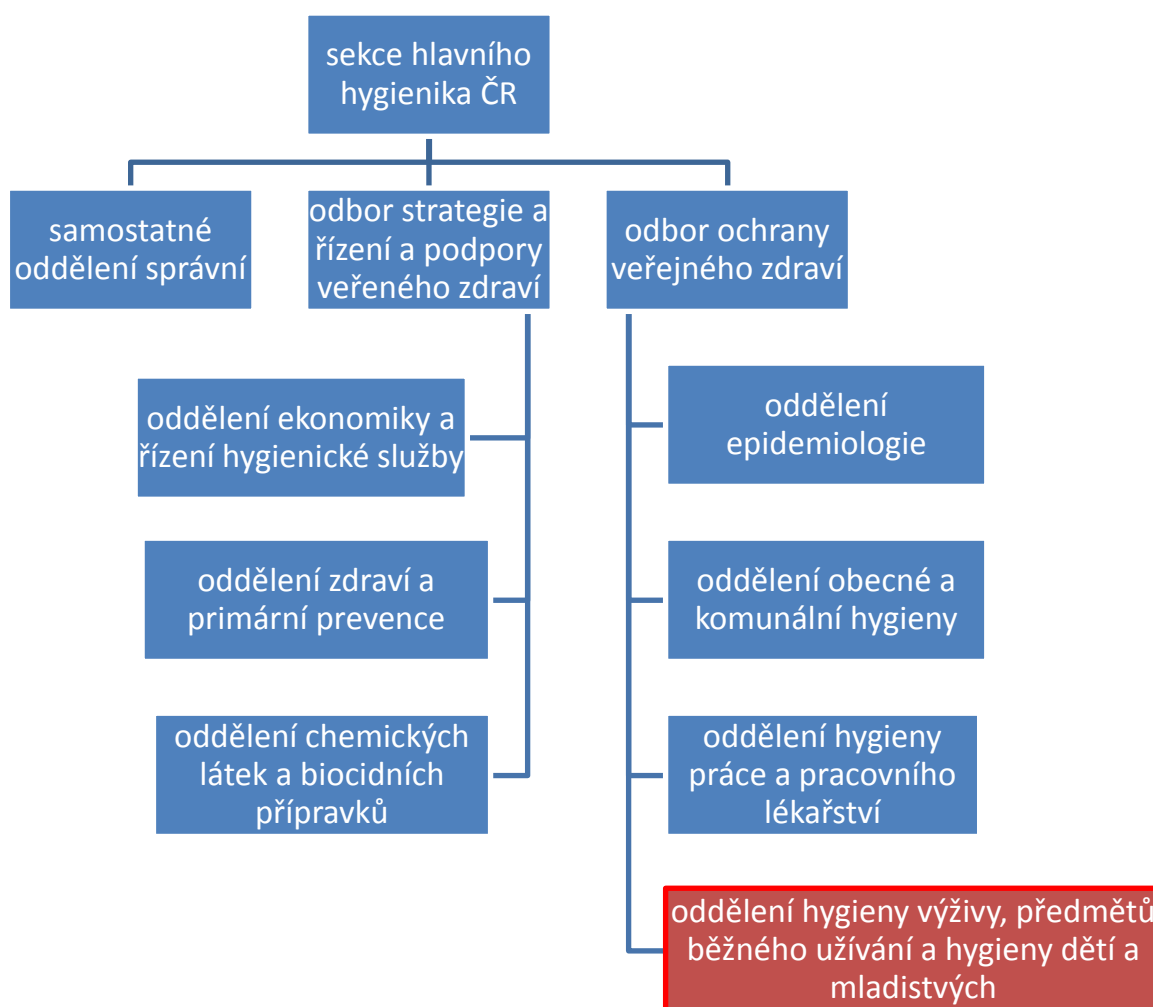 sekce hlavního
hygienika ČR
samostatné
oddělení správní
odbor strategie a
řízení a podpory
veřeného zdraví
odbor ochrany
veřejného zdraví
oddělení ekonomiky a
řízení hygienické služby
oddělení zdraví a
primární prevence
oddělení chemických
látek a biocidních
přípravků
oddělení
epidemiologie
oddělení obecné a
komunální hygieny
oddělení hygieny
práce a pracovního
lékařství
oddělení hygieny výživy, předmětů
běžného užívání a hygieny dětí a
mladistvých